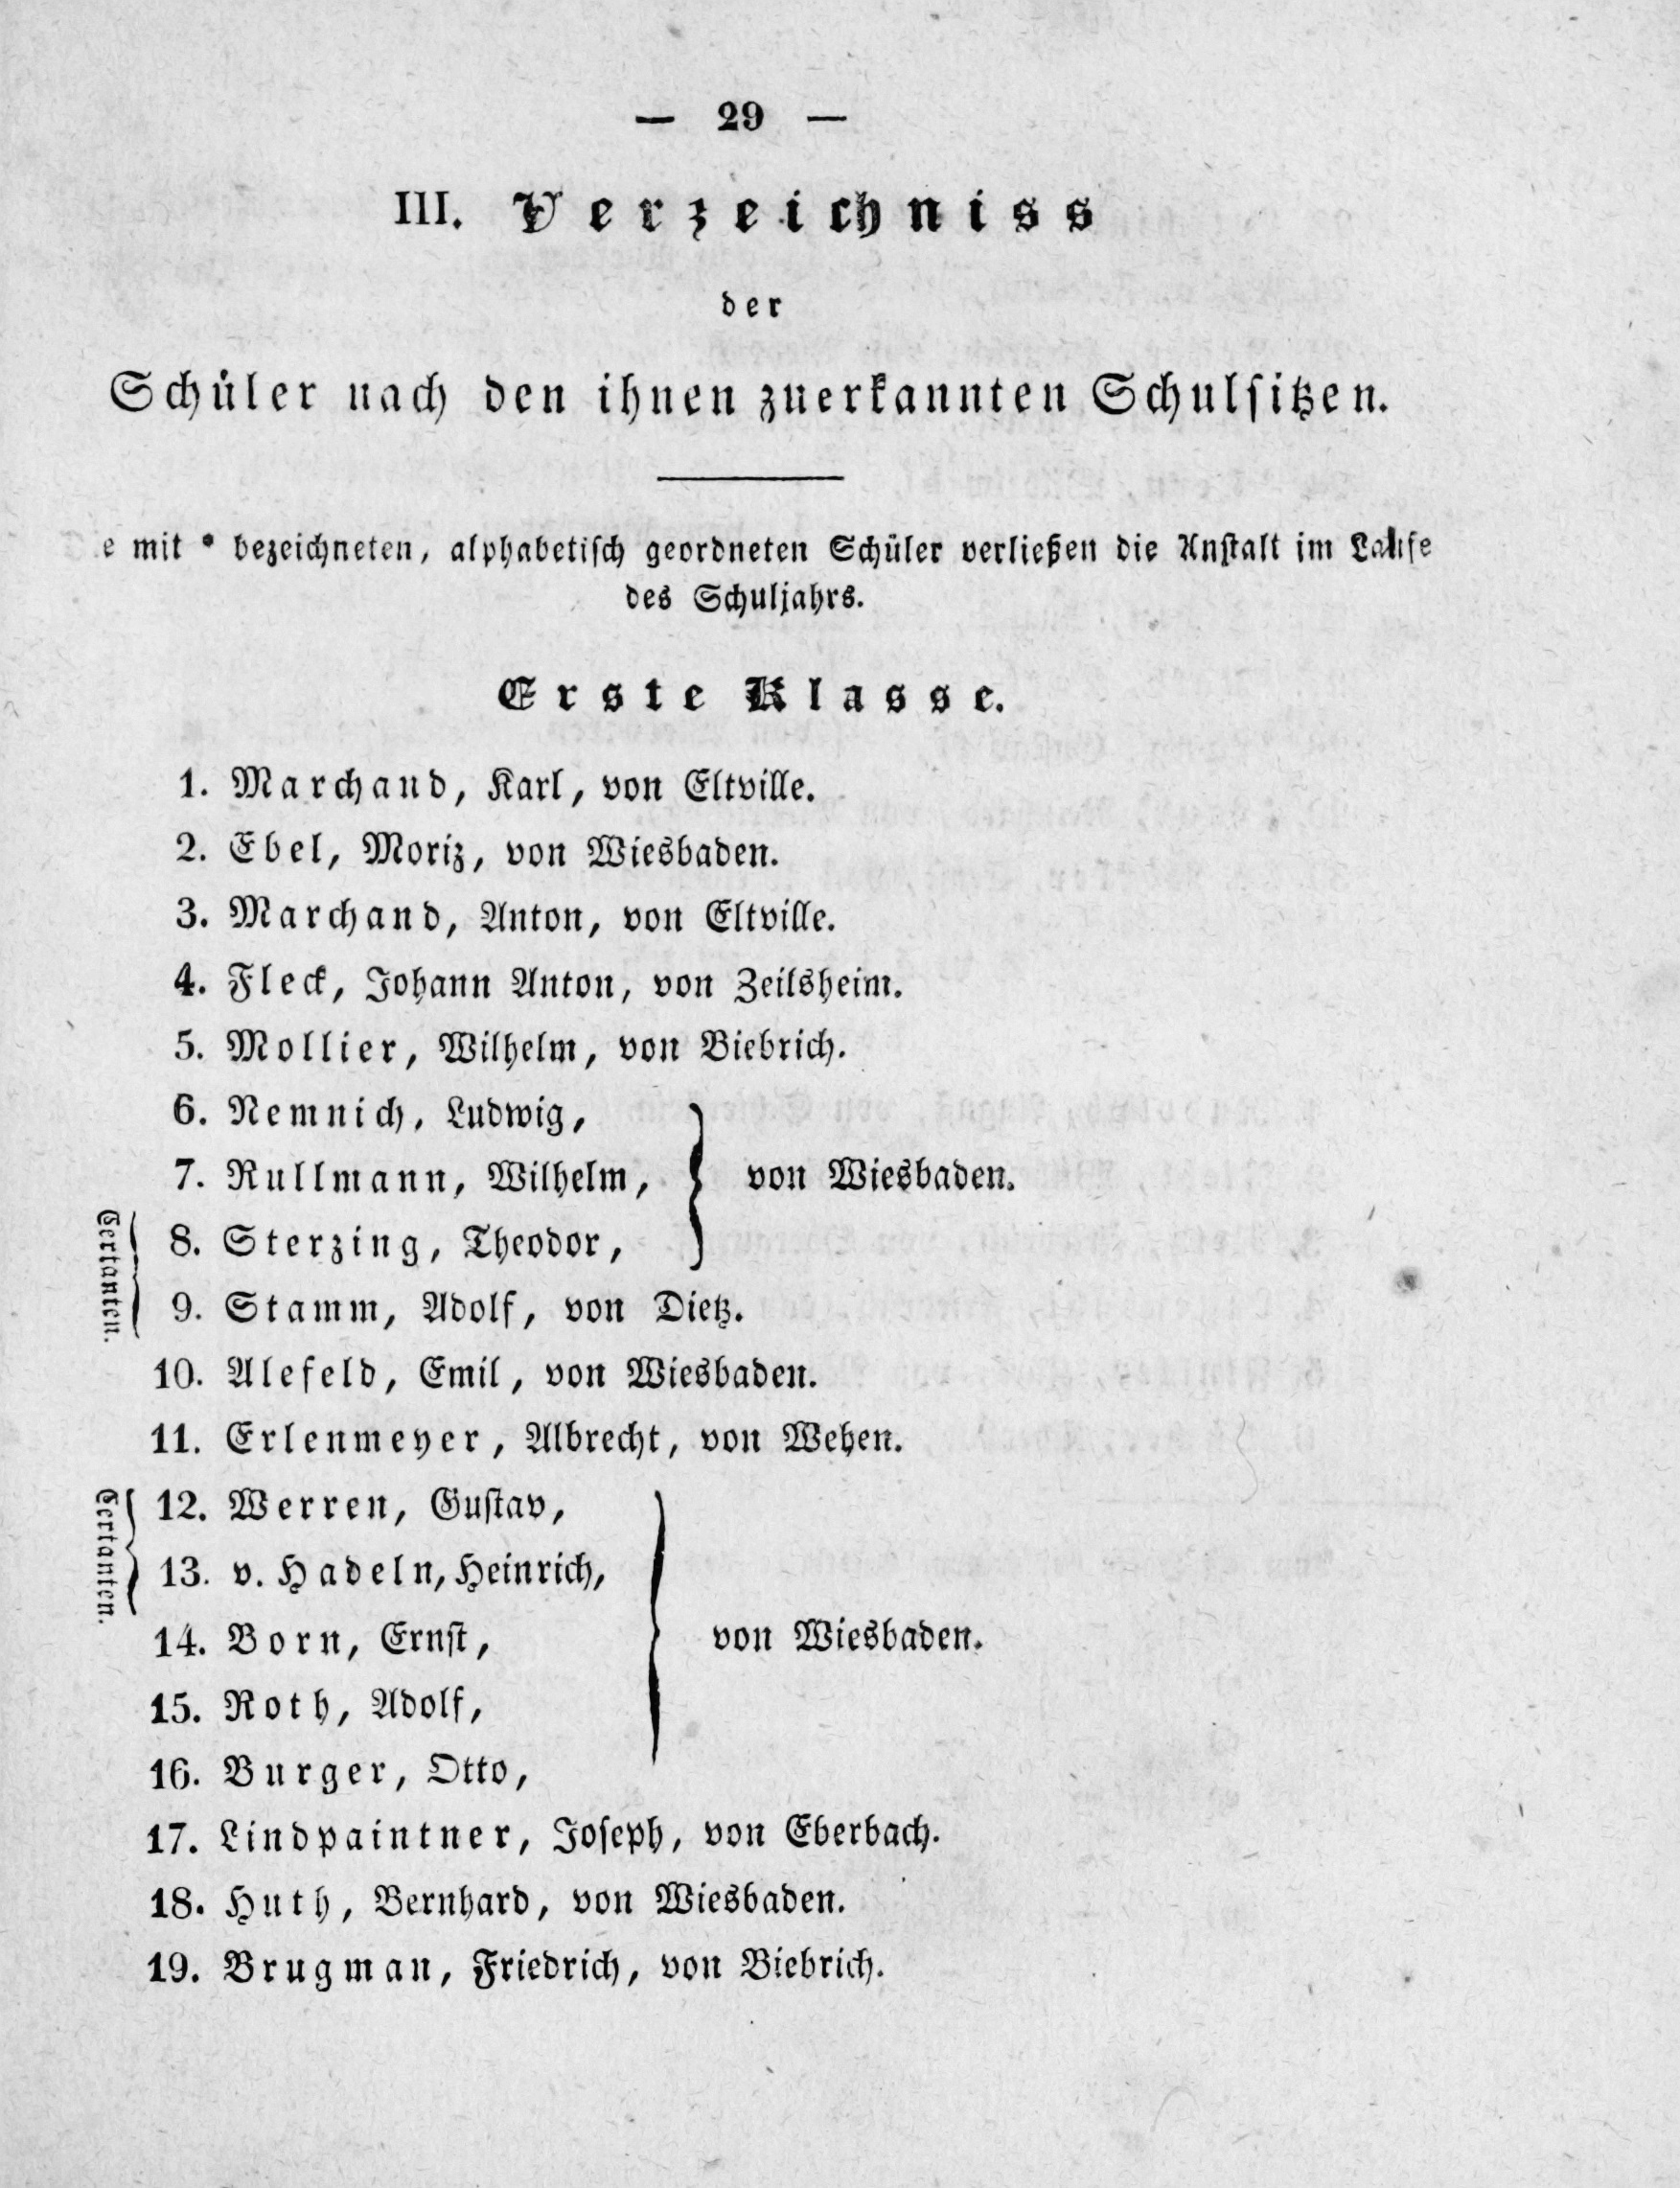 — 29 —
III. Verzeichniss
der
Schüler nach den ihnen zuerkannten Schulsitzen.
mit * bezeichneten, alphabetisch geordneten Schüler verließen die Anstalt im Laufe
des Schuljahrs.
Erste Klasse.
1. Marchand, Karl, von Eltville.
2. Ebel, Moriz, von Wiesbaden.
3. Marchand, Anton, von Eltville.
4. Fleck, Johann Anton, von Zeilsheim.
5. Mollier, Wilhelm, von Biebrich.
6. Nemnich, Ludwig,
7. Rullmann, Wilhelm, von Wiesbaden.
Certanten.
8. Sterzing, Theodor,
9. Stamm, Adolf, von Dietz.
10. Alefeld, Emil, von Wiesbaden.
11. Erlenmeyer, Albrecht, von Wehen.
Certanten.
12. Werren, Gustav,
13. v. Hadeln, Heinrich,
14. Born, Ernst, von Wiesbaden.
15. Roth, Adolf,
16. Burger, Otto,
17. Lindpaintner, Joseph, von Eberbach.
18. Huth, Bernhard, von Wiesbaden.
19. Brugman, Friedrich, von Biebrich.